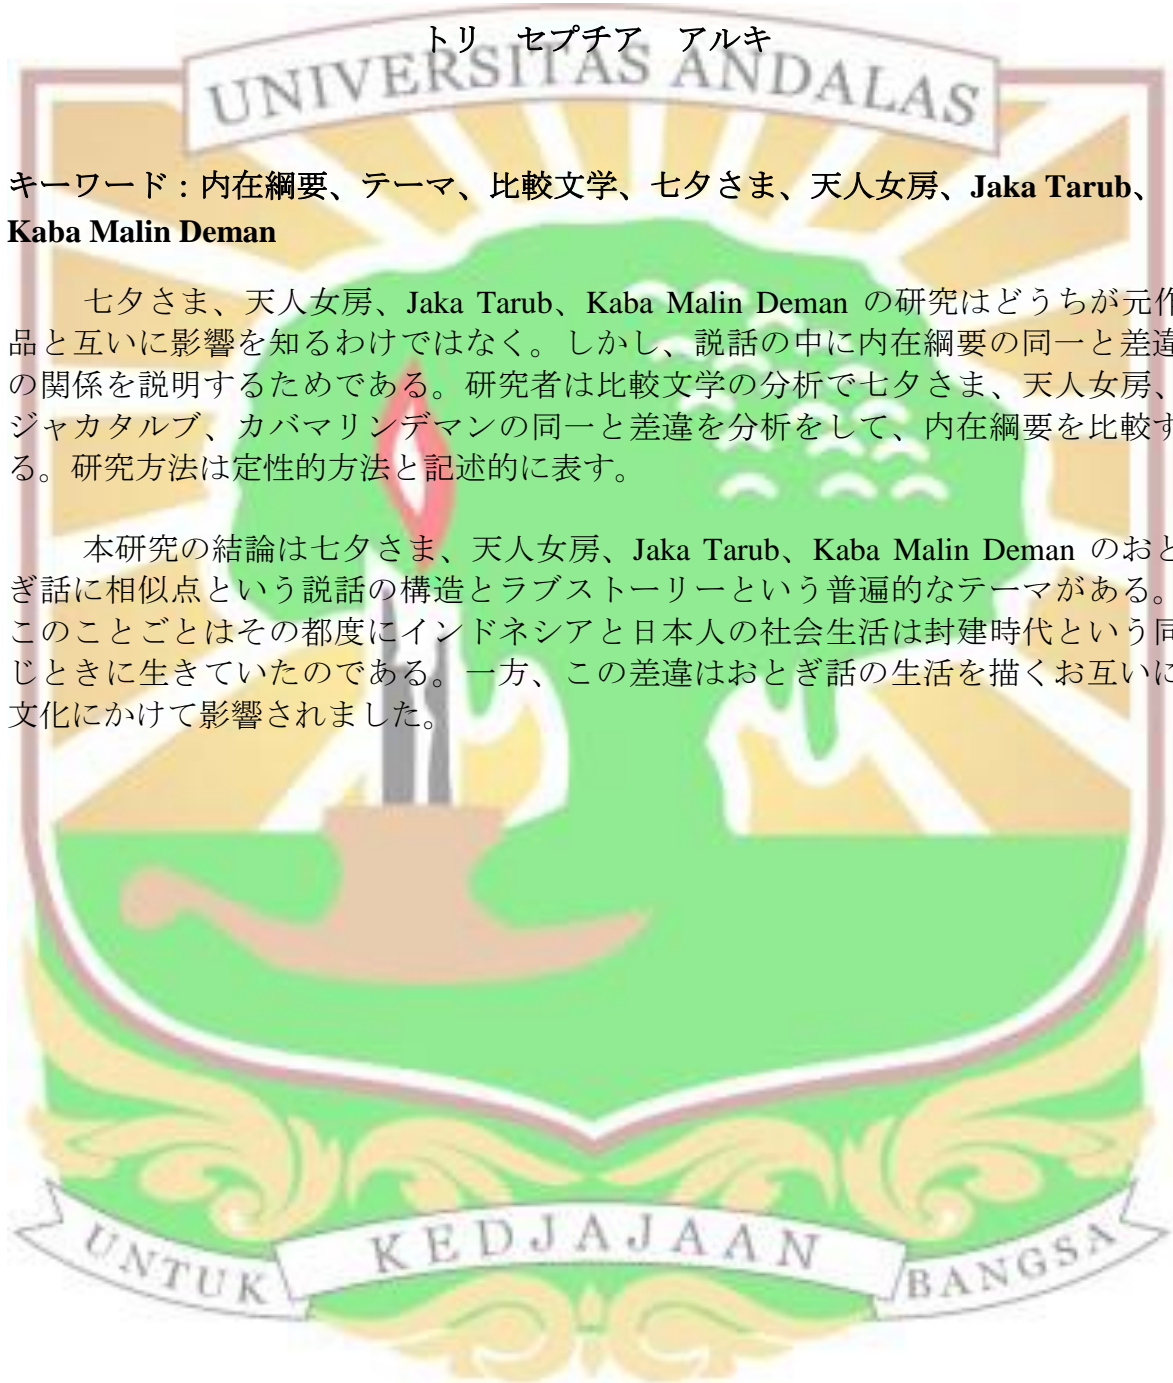 トリ　セプチア　アルキ
UNIVERSITAS ANDALAS
キーワード：内在綱要、テーマ、比較文学、七夕さま、天人女房、Jaka Tarub、
Kaba Malin Deman
七夕さま、天人女房、Jaka Tarub、Kaba Malin Deman の研究はどうちが元作
品と互いに影響を知るわけではなく。しかし、説話の中に内在綱要の同一と差違
の関係を説明するためである。研究者は比較文学の分析で七夕さま、天人女房、
ジャカタルブ、カバマリンデマンの同一と差違を分析をして、内在綱要を比較す
る。研究方法は定性的方法と記述的に表す。
本研究の結論は七夕さま、天人女房、Jaka Tarub、Kaba Malin Deman のおと
ぎ話に相似点という説話の構造とラブストーリーという普遍的なテーマがある。
このことごとはその都度にインドネシアと日本人の社会生活は封建時代という同
じときに生きていたのである。一方、この差違はおとぎ話の生活を描くお互いに
文化にかけて影響されました。
UNTUK KEDJAJAAN BANGSA